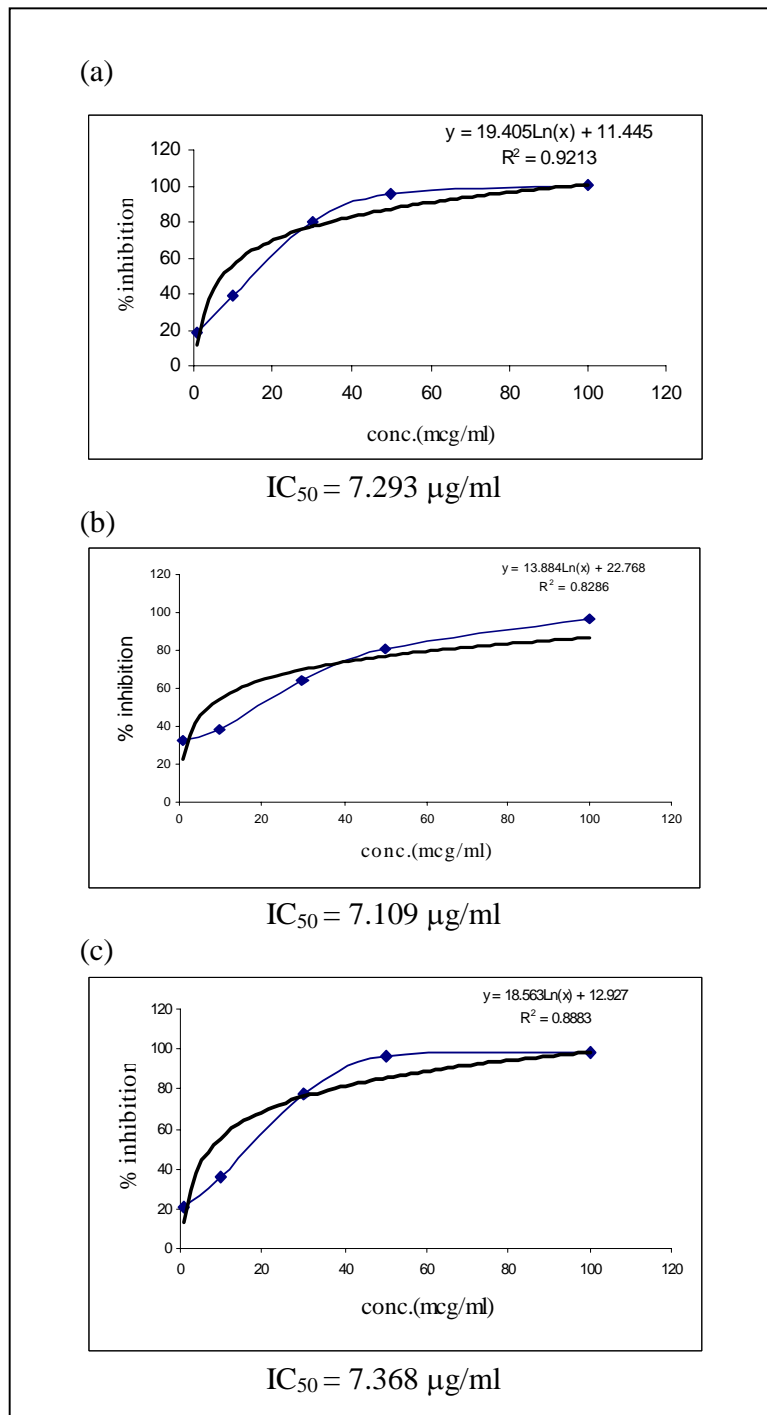 (a)
y = 19.405Ln(x) + 11.445
R² = 0.9213
120
100
80
60
40
20
0
% inhibition
0 20 40 60 80 100 120
conc.(mcg/ml)
IC₅₀ = 7.293 µg/ml
(b)
y = 13.884Ln(x) + 22.768
R² = 0.8286
120
100
80
60
40
20
0
% inhibition
0 20 40 60 80 100 120
conc.(mcg/ml)
IC₅₀ = 7.109 µg/ml
(c)
y = 18.563Ln(x) + 12.927
R² = 0.8883
120
100
80
60
40
20
0
% inhibition
0 20 40 60 80 100 120
conc.(mcg/ml)
IC₅₀ = 7.368 µg/ml